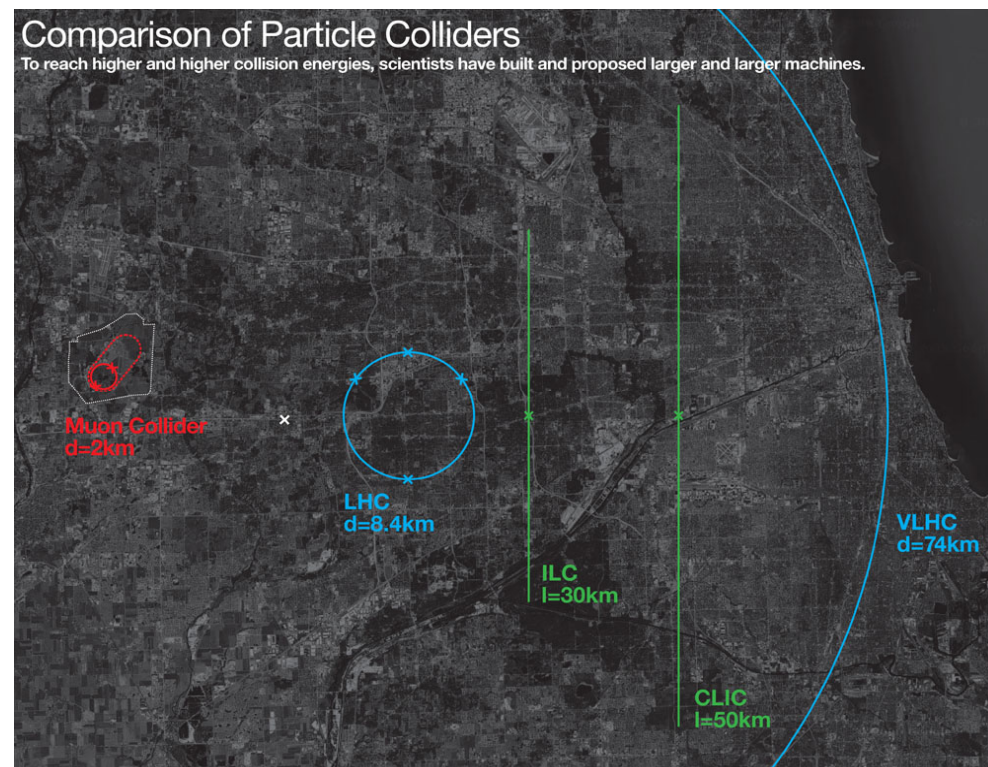 Comparison of Particle Colliders
To reach higher and higher collision energies, scientists have built and proposed larger and larger machines.
Muon Collider
d=2km
LHC
d=8.4km
ILC
l=30km
CLIC
l=50km
VLHC
d=74km